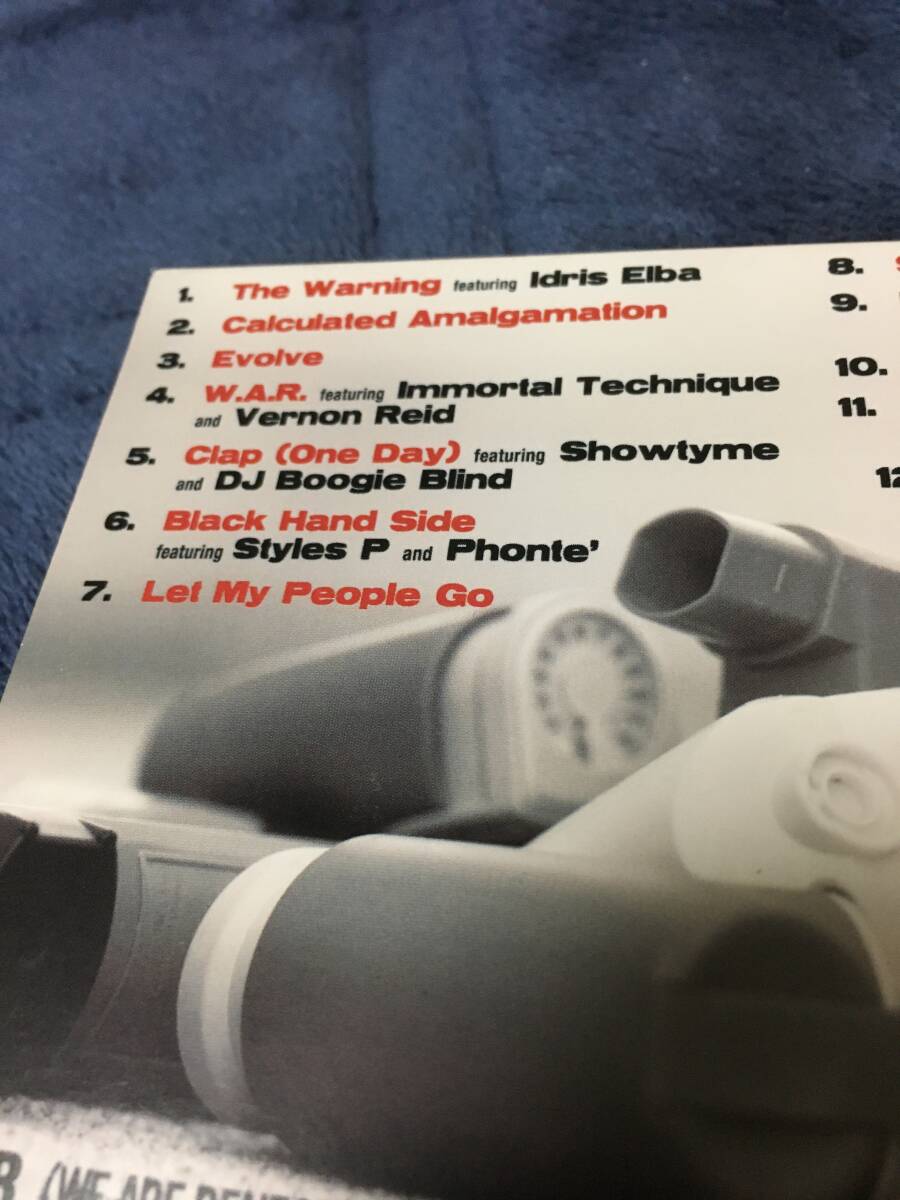 1. The Warning featuring Idris Elba
2. Calculated Amalgamation
3. Evolve
4. W.A.R. featuring Immortal Technique
and Vernon Reid
5. Clap (One Day) featuring Showtyme
and DJ Boogie Blind
6. Black Hand Side
featuring Styles P and Phonte'
7. Let My People Go
8.
9.
10.
11.
(WE ARE